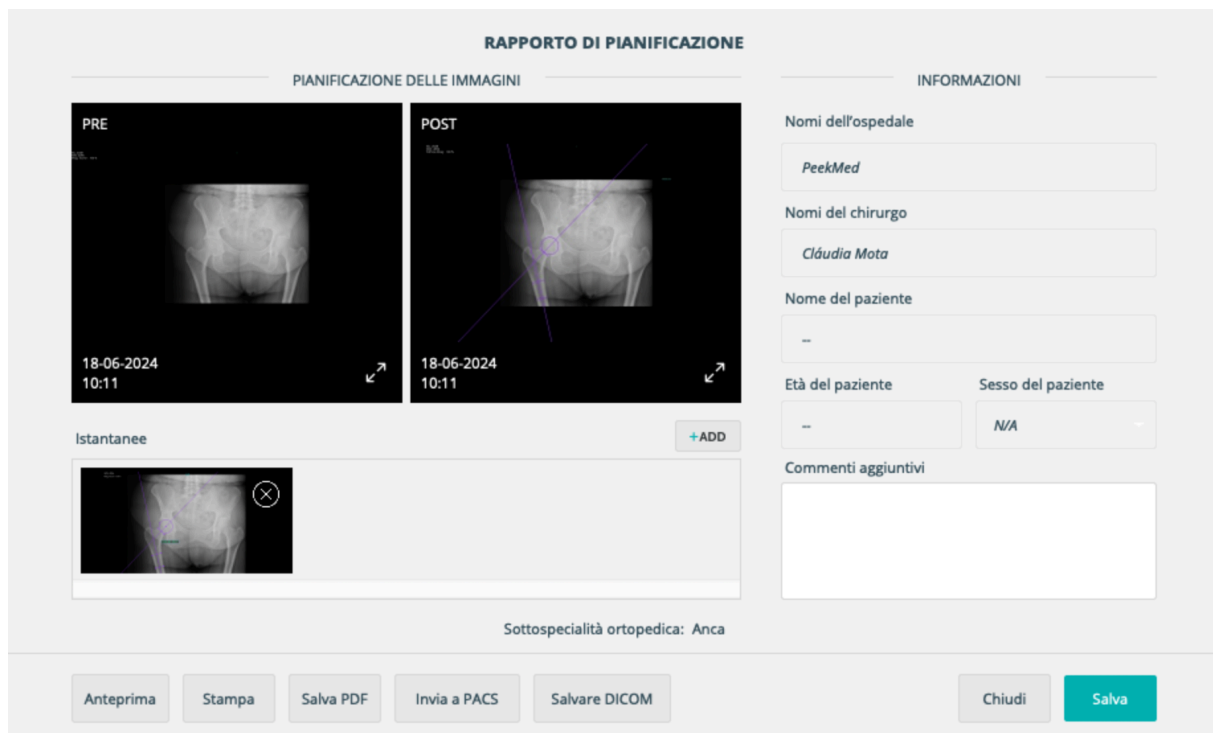 RAPPORTO DI PIANIFICAZIONE
PIANIFICAZIONE DELLE IMMAGINI
PRE
18-06-2024
10:11
POST
18-06-2024
10:11
Istantanee
+ADD
INFORMAZIONI
Nomi dell'ospedale
PeekMed
Nomi del chirurgo
Cláudia Mota
Nome del paziente
--
Età del paziente
Sesso del paziente
--
N/A
Commenti aggiuntivi
Sottospecialità ortopedica: Anca
Anteprima
Stampa
Salva PDF
Invia a PACS
Salvare DICOM
Chiudi
Salva